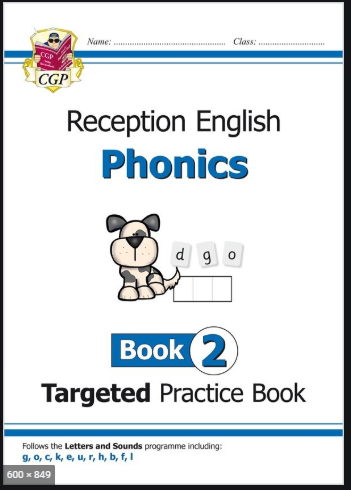 Name: ........................................ Class: ........................
CGP
CGP
Reception English
Phonics
d g o
Book 2
Targeted Practice Book
Follows the Letters and Sounds programme including:
g, o, c, k, e, u, r, h, b, f, l
600 × 849